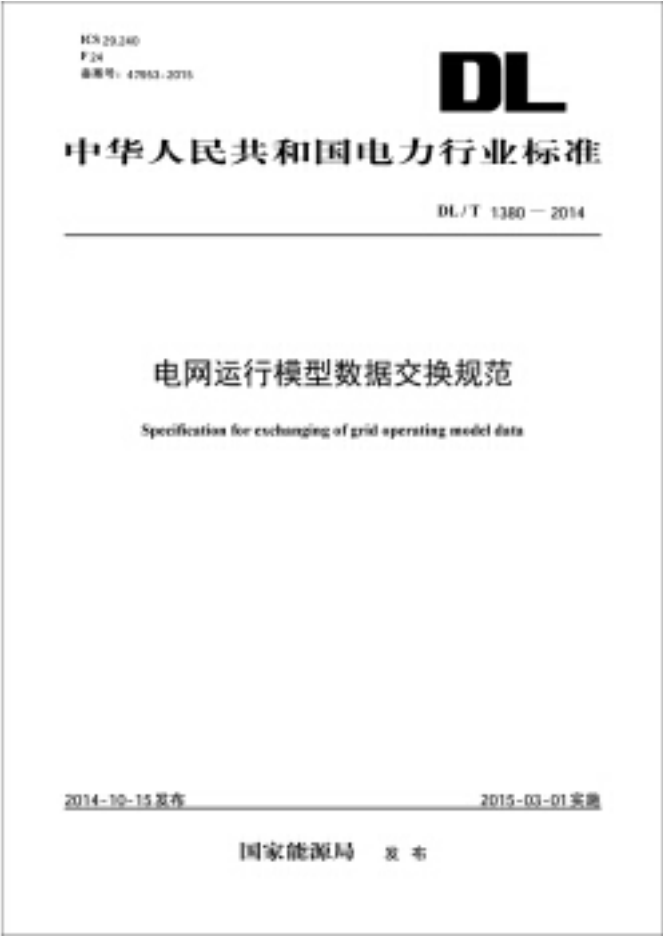 ICS 29.240
F 24
备案号：47953-2015
DL
中华人民共和国电力行业标准
DL/T 1380 — 2014
电网运行模型数据交换规范
Specification for exchanging of grid operating model data
2014-10-15发布
2015-03-01实施
国家能源局 发 布